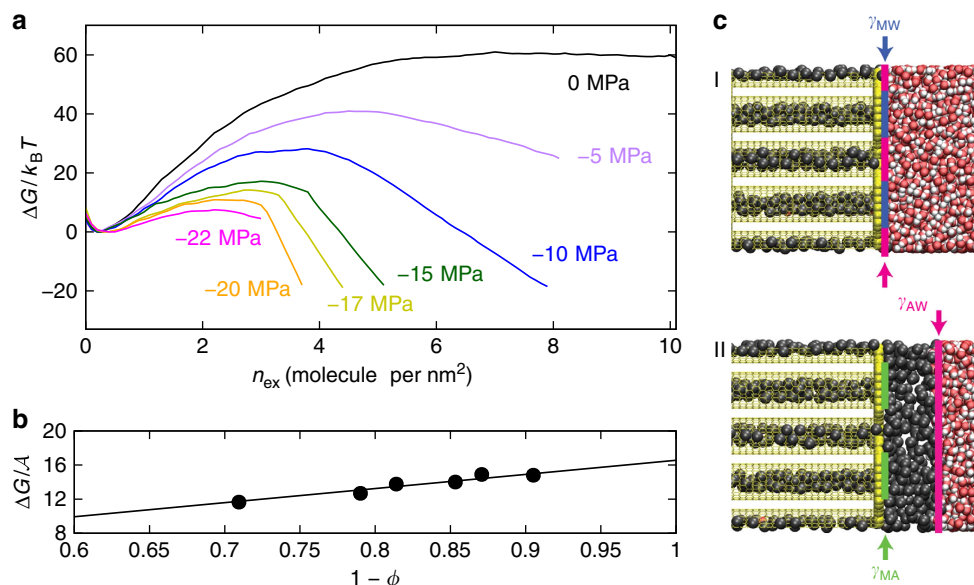 a
60
40
20
0
−20
ΔG/k_BT
0 MPa
−5 MPa
−10 MPa
−15 MPa
−17 MPa
−20 MPa
−22 MPa
0 2 4 6 8 10
n_ex (molecule per nm²)
b
20
16
12
8
ΔG/A
0.6 0.65 0.7 0.75 0.8 0.85 0.9 0.95 1
1 − ϕ
c
γ_MW
I
γ_AW
II
γ_MA